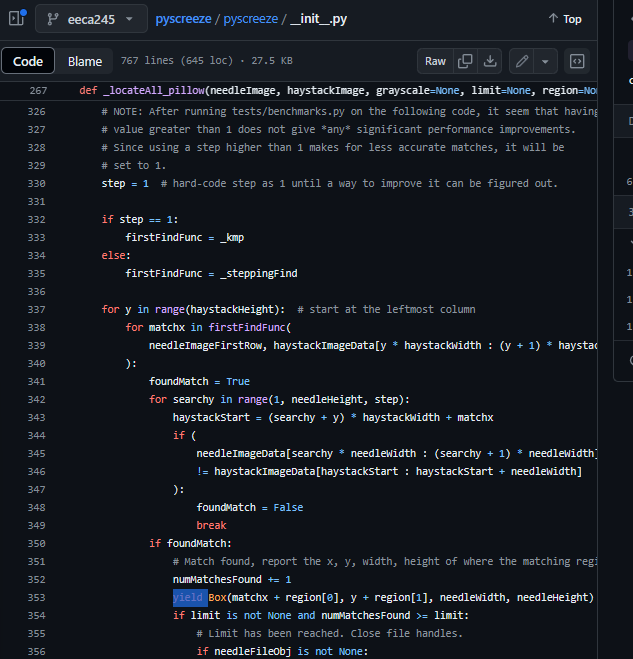 eeca245 pyscreeze / pyscreeze / __init__.py Top
Code Blame 767 lines (645 loc) · 27.5 KB Raw
267 def _locateAll_pillow(needleImage, haystackImage, grayscale=None, limit=None, region=Non
326 # NOTE: After running tests/benchmarks.py on the following code, it seem that having
327 # value greater than 1 does not give *any* significant performance improvements.
328 # Since using a step higher than 1 makes for less accurate matches, it will be
329 # set to 1.
330 step = 1 # hard-code step as 1 until a way to improve it can be figured out.
331
332 if step == 1:
333 firstFindFunc = _kmp
334 else:
335 firstFindFunc = _steppingFind
336
337 for y in range(haystackHeight): # start at the leftmost column
338 for matchx in firstFindFunc(
339 needleImageFirstRow, haystackImageData[y * haystackWidth : (y + 1) * haystac
340 ):
341 foundMatch = True
342 for searchy in range(1, needleHeight, step):
343 haystackStart = (searchy + y) * haystackWidth + matchx
344 if (
345 needleImageData[searchy * needleWidth : (searchy + 1) * needleWidth]
346 != haystackImageData[haystackStart : haystackStart + needleWidth]
347 ):
348 foundMatch = False
349 break
350 if foundMatch:
351 # Match found, report the x, y, width, height of where the matching regi
352 numMatchesFound += 1
353 yield Box(matchx + region[0], y + region[1], needleWidth, needleHeight)
354 if limit is not None and numMatchesFound >= limit:
355 # Limit has been reached. Close file handles.
356 if needleFileObj is not None: